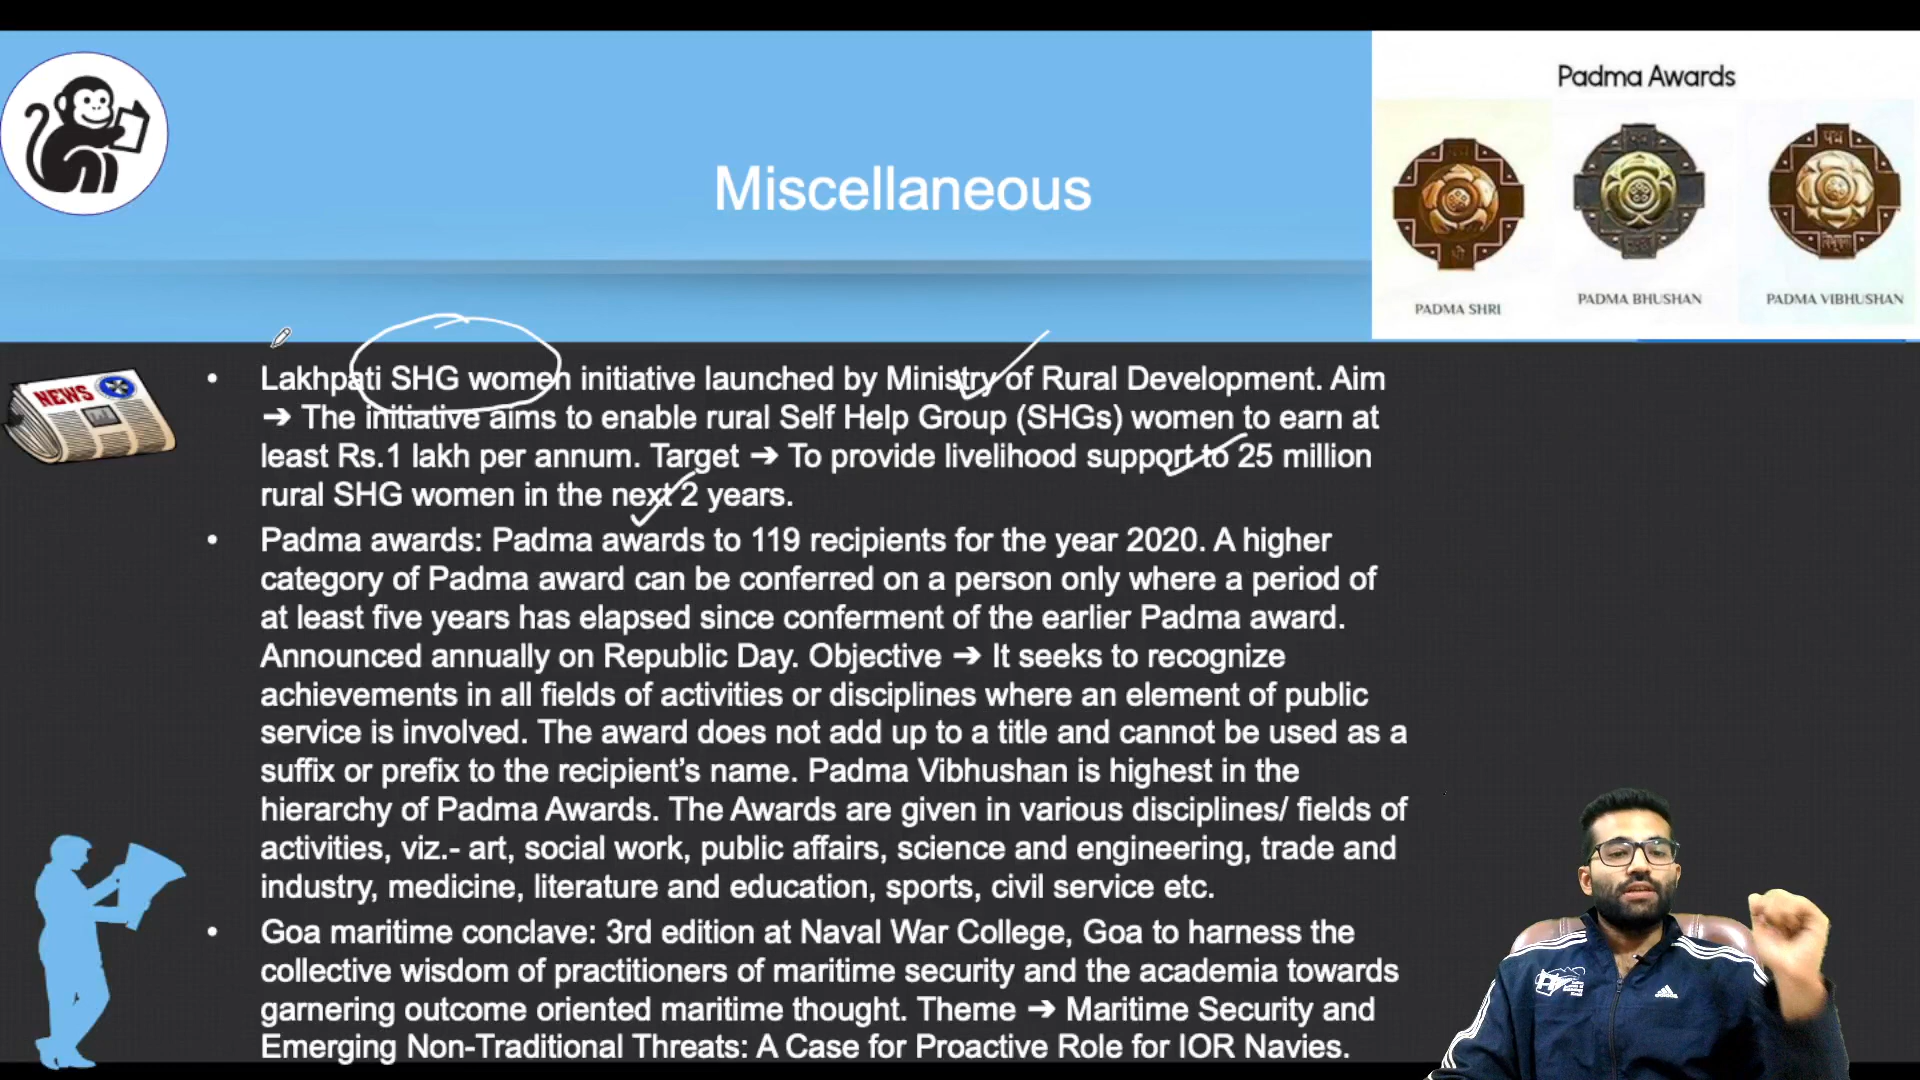 Padma Awards
Miscellaneous
PADMA SHRI
PADMA BHUSHAN
PADMA VIBHUSHAN
NEWS
• Lakhpati SHG women initiative launched by Ministry of Rural Development. Aim
➔ The initiative aims to enable rural Self Help Group (SHGs) women to earn at
least Rs.1 lakh per annum. Target ➔ To provide livelihood support to 25 million
rural SHG women in the next 2 years.
• Padma awards: Padma awards to 119 recipients for the year 2020. A higher
category of Padma award can be conferred on a person only where a period of
at least five years has elapsed since conferment of the earlier Padma award.
Announced annually on Republic Day. Objective ➔ It seeks to recognize
achievements in all fields of activities or disciplines where an element of public
service is involved. The award does not add up to a title and cannot be used as a
suffix or prefix to the recipient's name. Padma Vibhushan is highest in the
hierarchy of Padma Awards. The Awards are given in various disciplines/ fields of
activities, viz.- art, social work, public affairs, science and engineering, trade and
industry, medicine, literature and education, sports, civil service etc.
• Goa maritime conclave: 3rd edition at Naval War College, Goa to harness the
collective wisdom of practitioners of maritime security and the academia towards
garnering outcome oriented maritime thought. Theme ➔ Maritime Security and
Emerging Non-Traditional Threats: A Case for Proactive Role for IOR Navies.
adidas